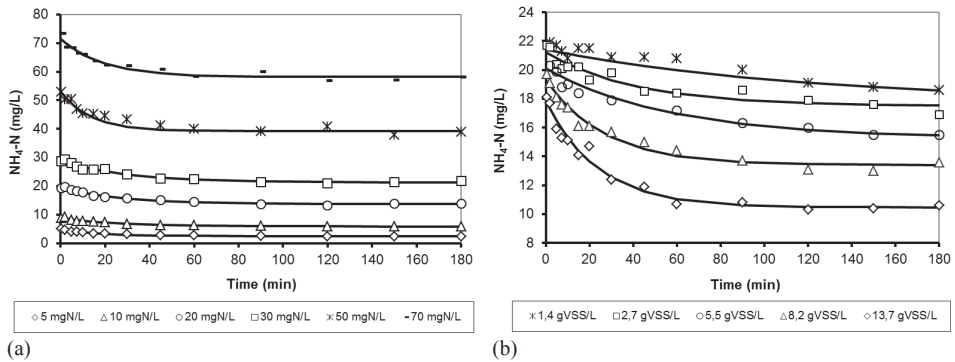 (a)
NH4-N (mg/L)
80
70
60
50
40
30
20
10
0
0 20 40 60 80 100 120 140 160 180
Time (min)
5 mgN/L 10 mgN/L 20 mgN/L 30 mgN/L 50 mgN/L 70 mgN/L
(a)
(b)
NH4-N (mg/L)
24
22
20
18
16
14
12
10
8
0 20 40 60 80 100 120 140 160 180
Time (min)
1,4 gVSS/L 2,7 gVSS/L 5,5 gVSS/L 8,2 gVSS/L 13,7 gVSS/L
(b)